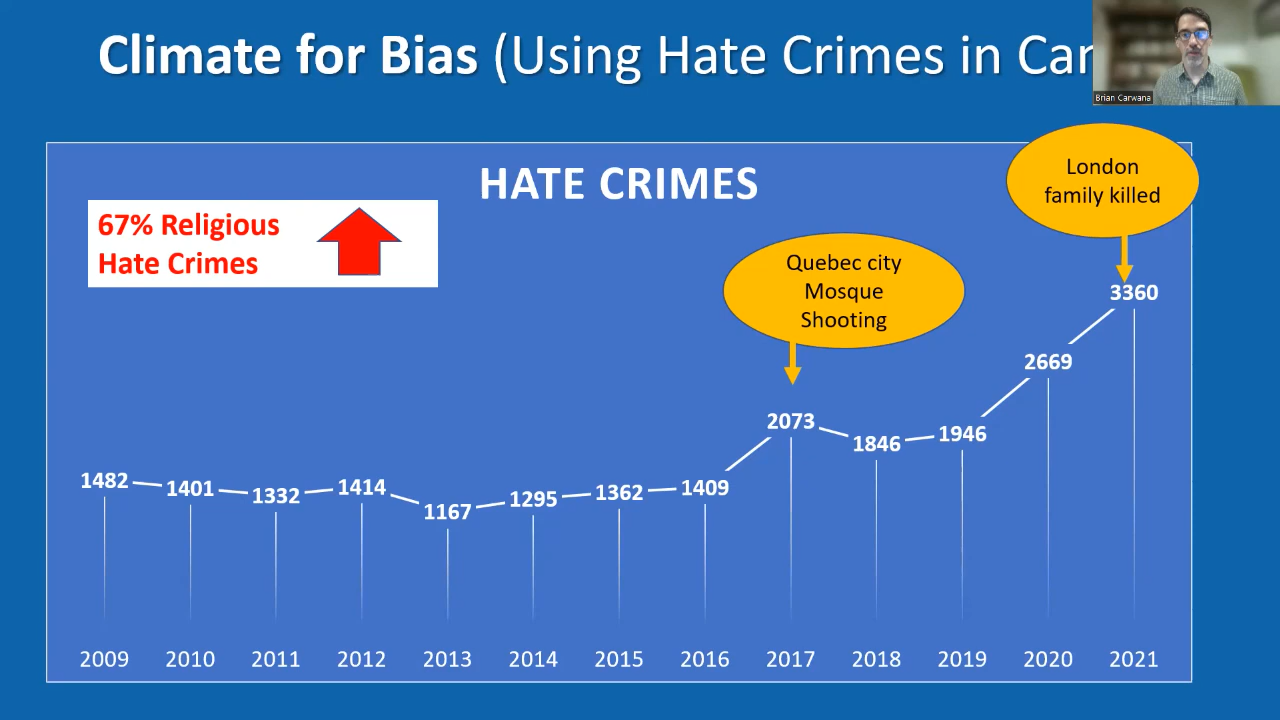 Climate for Bias (Using Hate Crimes in
Brian Carwana
HATE CRIMES
67% Religious
Hate Crimes
London
family killed
Quebec city
Mosque
Shooting
3360
2669
2073
1946
1846
1482
1401
1332
1414
1167
1295
1362
1409
2009 2010 2011 2012 2013 2014 2015 2016 2017 2018 2019 2020 2021